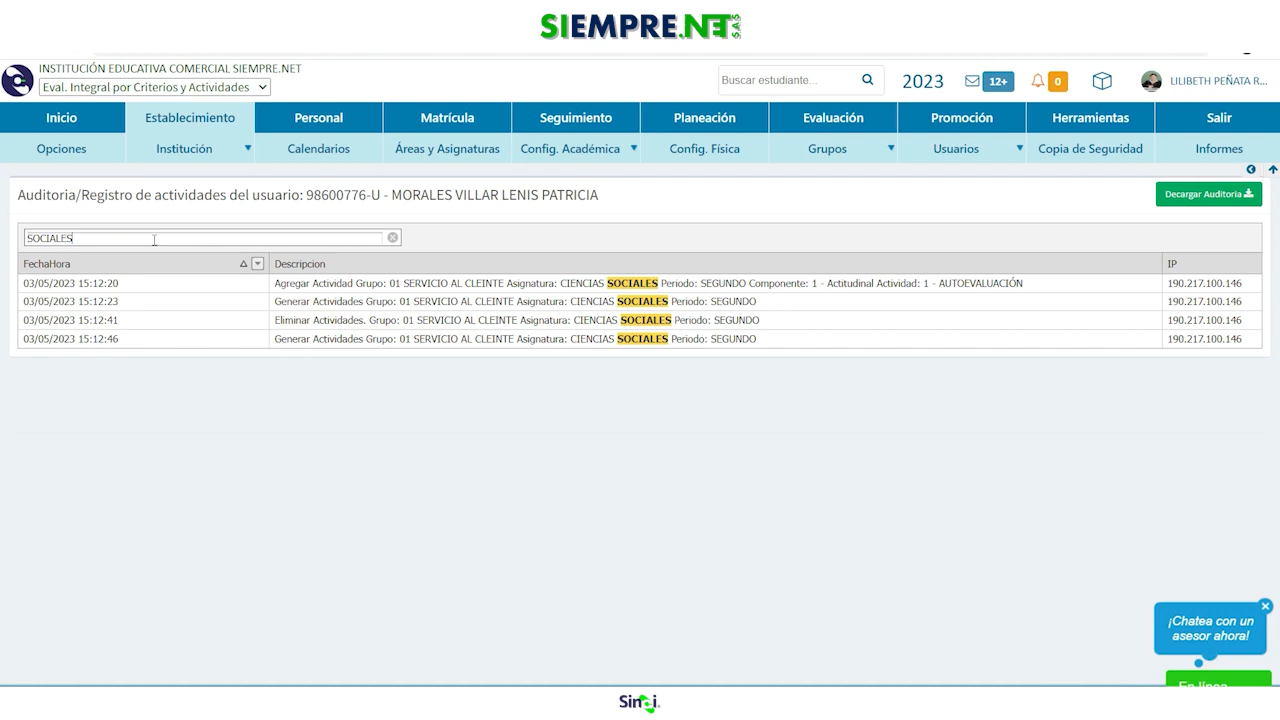 SIEMPRE.NET SAS
INSTITUCIÓN EDUCATIVA COMERCIAL SIEMPRE.NET
Eval. Integral por Criterios y Actividades
Buscar estudiante...
2023
12+
0
LILIBETH PEÑATA R...
Inicio Establecimiento Personal Matrícula Seguimiento Planeación Evaluación Promoción Herramientas Salir
Opciones Institución Calendarios Áreas y Asignaturas Config. Académica Config. Física Grupos Usuarios Copia de Seguridad Informes
Auditoria/Registro de actividades del usuario: 98600776-U - MORALES VILLAR LENIS PATRICIA
Decargar Auditoria
SOCIALES
FechaHora Descripcion IP
03/05/2023 15:12:20 Agregar Actividad Grupo: 01 SERVICIO AL CLEINTE Asignatura: CIENCIAS SOCIALES Periodo: SEGUNDO Componente: 1 - Actitudinal Actividad: 1 - AUTOEVALUACIÓN 190.217.100.146
03/05/2023 15:12:23 Generar Actividades Grupo: 01 SERVICIO AL CLEINTE Asignatura: CIENCIAS SOCIALES Periodo: SEGUNDO 190.217.100.146
03/05/2023 15:12:41 Eliminar Actividades. Grupo: 01 SERVICIO AL CLEINTE Asignatura: CIENCIAS SOCIALES Periodo: SEGUNDO 190.217.100.146
03/05/2023 15:12:46 Generar Actividades Grupo: 01 SERVICIO AL CLEINTE Asignatura: CIENCIAS SOCIALES Periodo: SEGUNDO 190.217.100.146
¡Chatea con un
asesor ahora!
En línea
Sinai